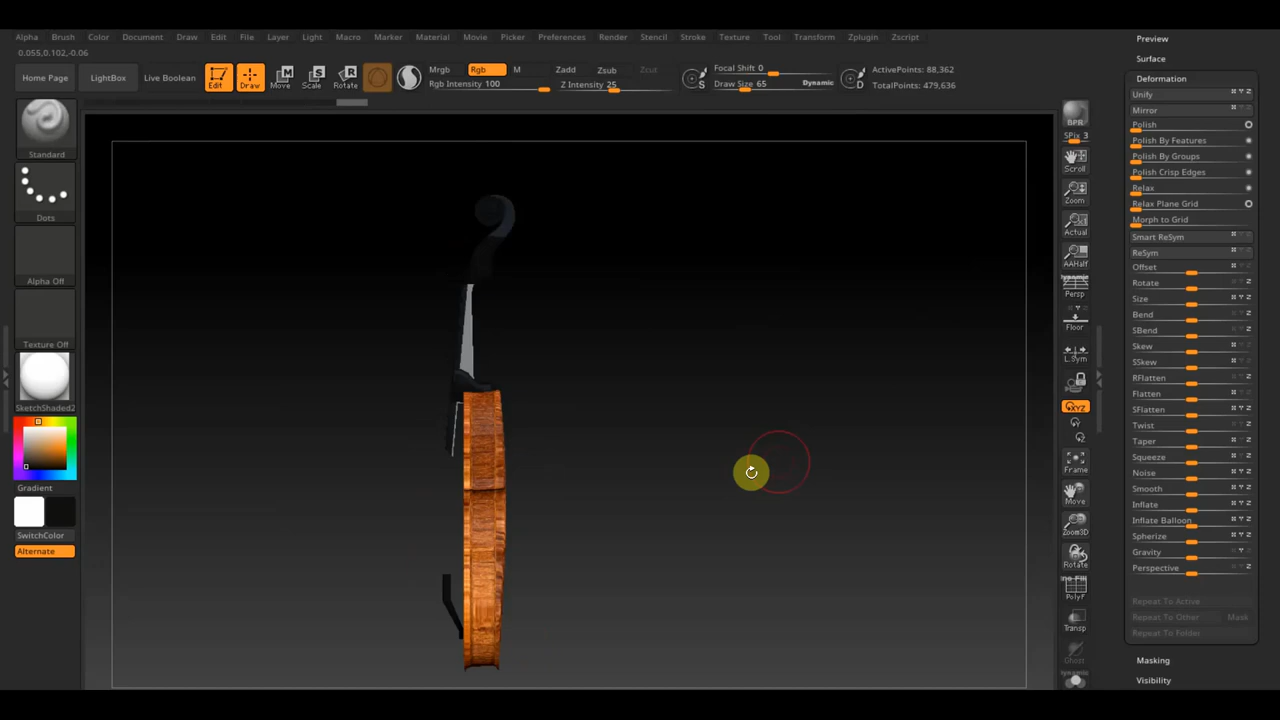 Alpha Brush Color Document Draw Edit File Layer Light Macro Marker Material Movie Picker Preferences Render Stencil Stroke Texture Tool Transform Zplugin Zscript
0.055,0.102,-0.06
Home Page LightBox Live Boolean Edit Draw Move Scale Rotate
Mrgb Rgb M Zadd Zsub Zcut
Rgb Intensity 100 Z Intensity 25
S Focal Shift 0
Draw Size 65 Dynamic
D ActivePoints: 88,362
TotalPoints: 479,636
Standard
Dots
Alpha Off
Texture Off
SketchShaded2
Gradient
SwitchColor
Alternate
BPR
SPix 3
Scroll
Zoom
Actual
AAHalf
Dynamic
Persp
Floor
L.Sym
XYZ
Frame
Move
Zoom3D
Rotate
PolyF
Transp
Ghost
Dynamic
Preview
Surface
Deformation
Unify
Mirror
Polish
Polish By Features
Polish By Groups
Polish Crisp Edges
Relax
Relax Plane Grid
Morph to Grid
Smart ReSym
ReSym
Offset
Rotate
Size
Bend
SBend
Skew
SSkew
RFlatten
Flatten
SFlatten
Twist
Taper
Squeeze
Noise
Smooth
Inflate
Inflate Balloon
Spherize
Gravity
Perspective
Repeat To Active
Repeat To Other Mask
Repeat To Folder
Masking
Visibility